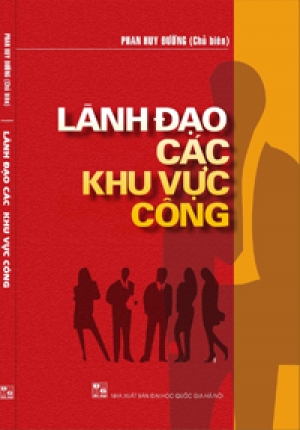 PHAN HUY ĐƯỜNG (Chủ biên)
LÃNH ĐẠO CÁC KHU VỰC CÔNG
PHAN HUY ĐƯỜNG (Chủ biên)
LÃNH ĐẠO
CÁC
KHU VỰC
CÔNG
NHÀ XUẤT BẢN ĐẠI HỌC QUỐC GIA HÀ NỘI